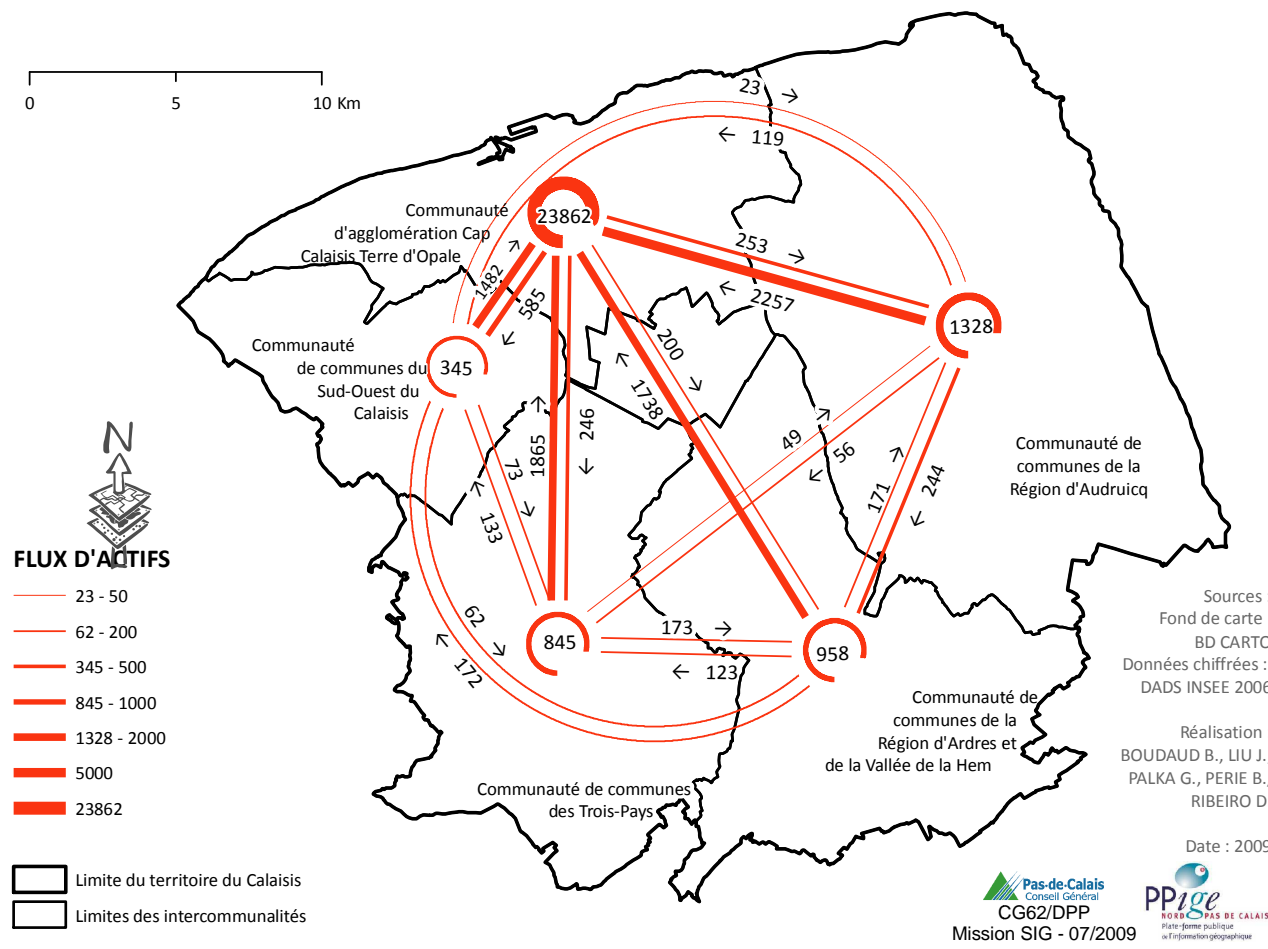 0
5
10 Km
23
119
Communauté
d'agglomération Cap
Calaisis Terre d'Opale
23862
253
2257
1482
585
200
1738
1328
Communauté
de communes du
Sud-Ouest du
Calaisis
345
1865
246
73
133
49
56
171
244
Communauté de
communes de la
Région d'Audruicq
N
FLUX D'ACTIFS
23 - 50
62 - 200
345 - 500
845 - 1000
1328 - 2000
5000
23862
Limite du territoire du Calaisis
Limites des intercommunalités
62
172
845
173
123
958
Communauté de
communes de la
Région d'Ardres et
de la Vallée de la Hem
Communauté de communes
des Trois-Pays
Sources :
Fond de carte
BD CARTO
Données chiffrées :
DADS INSEE 2006
Réalisation
BOUDAUD B., LIU J.
PALKA G., PERIE B.,
RIBEIRO D
Date : 2009
Pas-de-Calais
Conseil Général
CG62/DPP
Mission SIG - 07/2009
PPige
NORD PAS DE CALAIS
Plate-forme publique
de l'information géographique